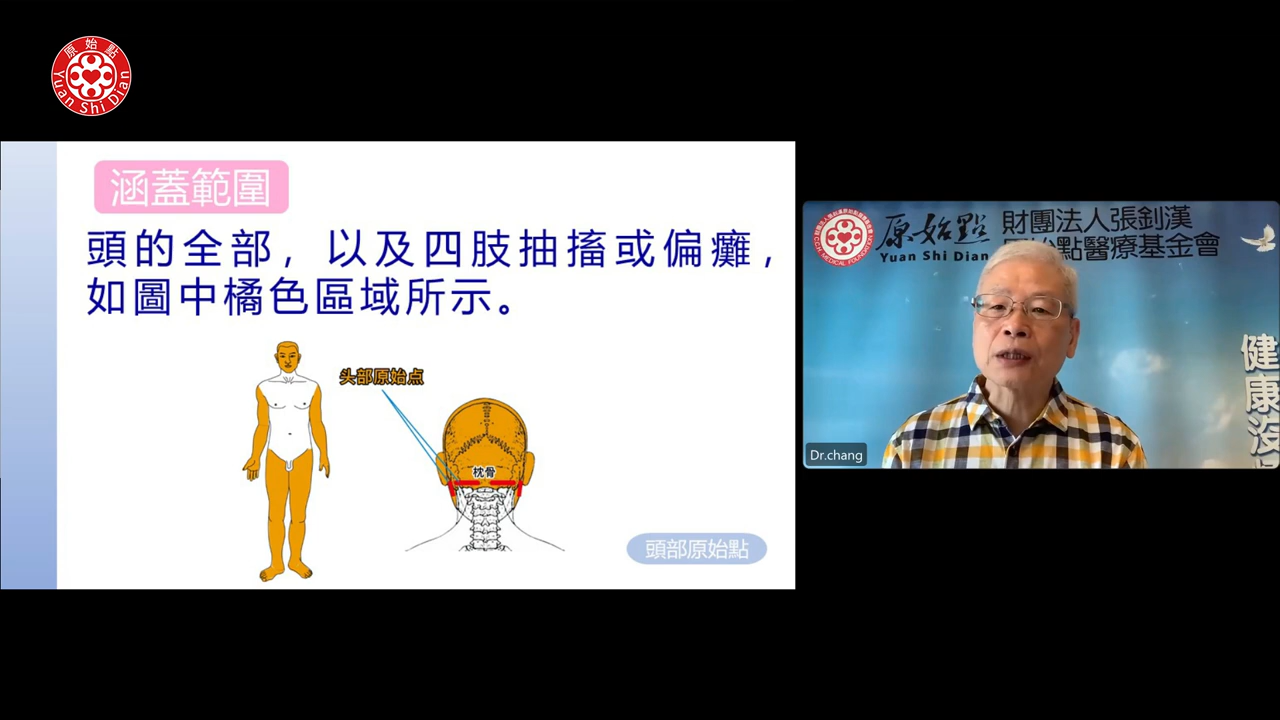 原始點
Yuan Shi Dian
涵蓋範圍
頭的全部，以及四肢抽搐或偏癱，
如圖中橘色區域所示。
头部原始点
枕骨
頭部原始點
原始點
Yuan Shi Dian
財團法人張釗漢
原始點醫療基金會
健康沒
Dr.chang